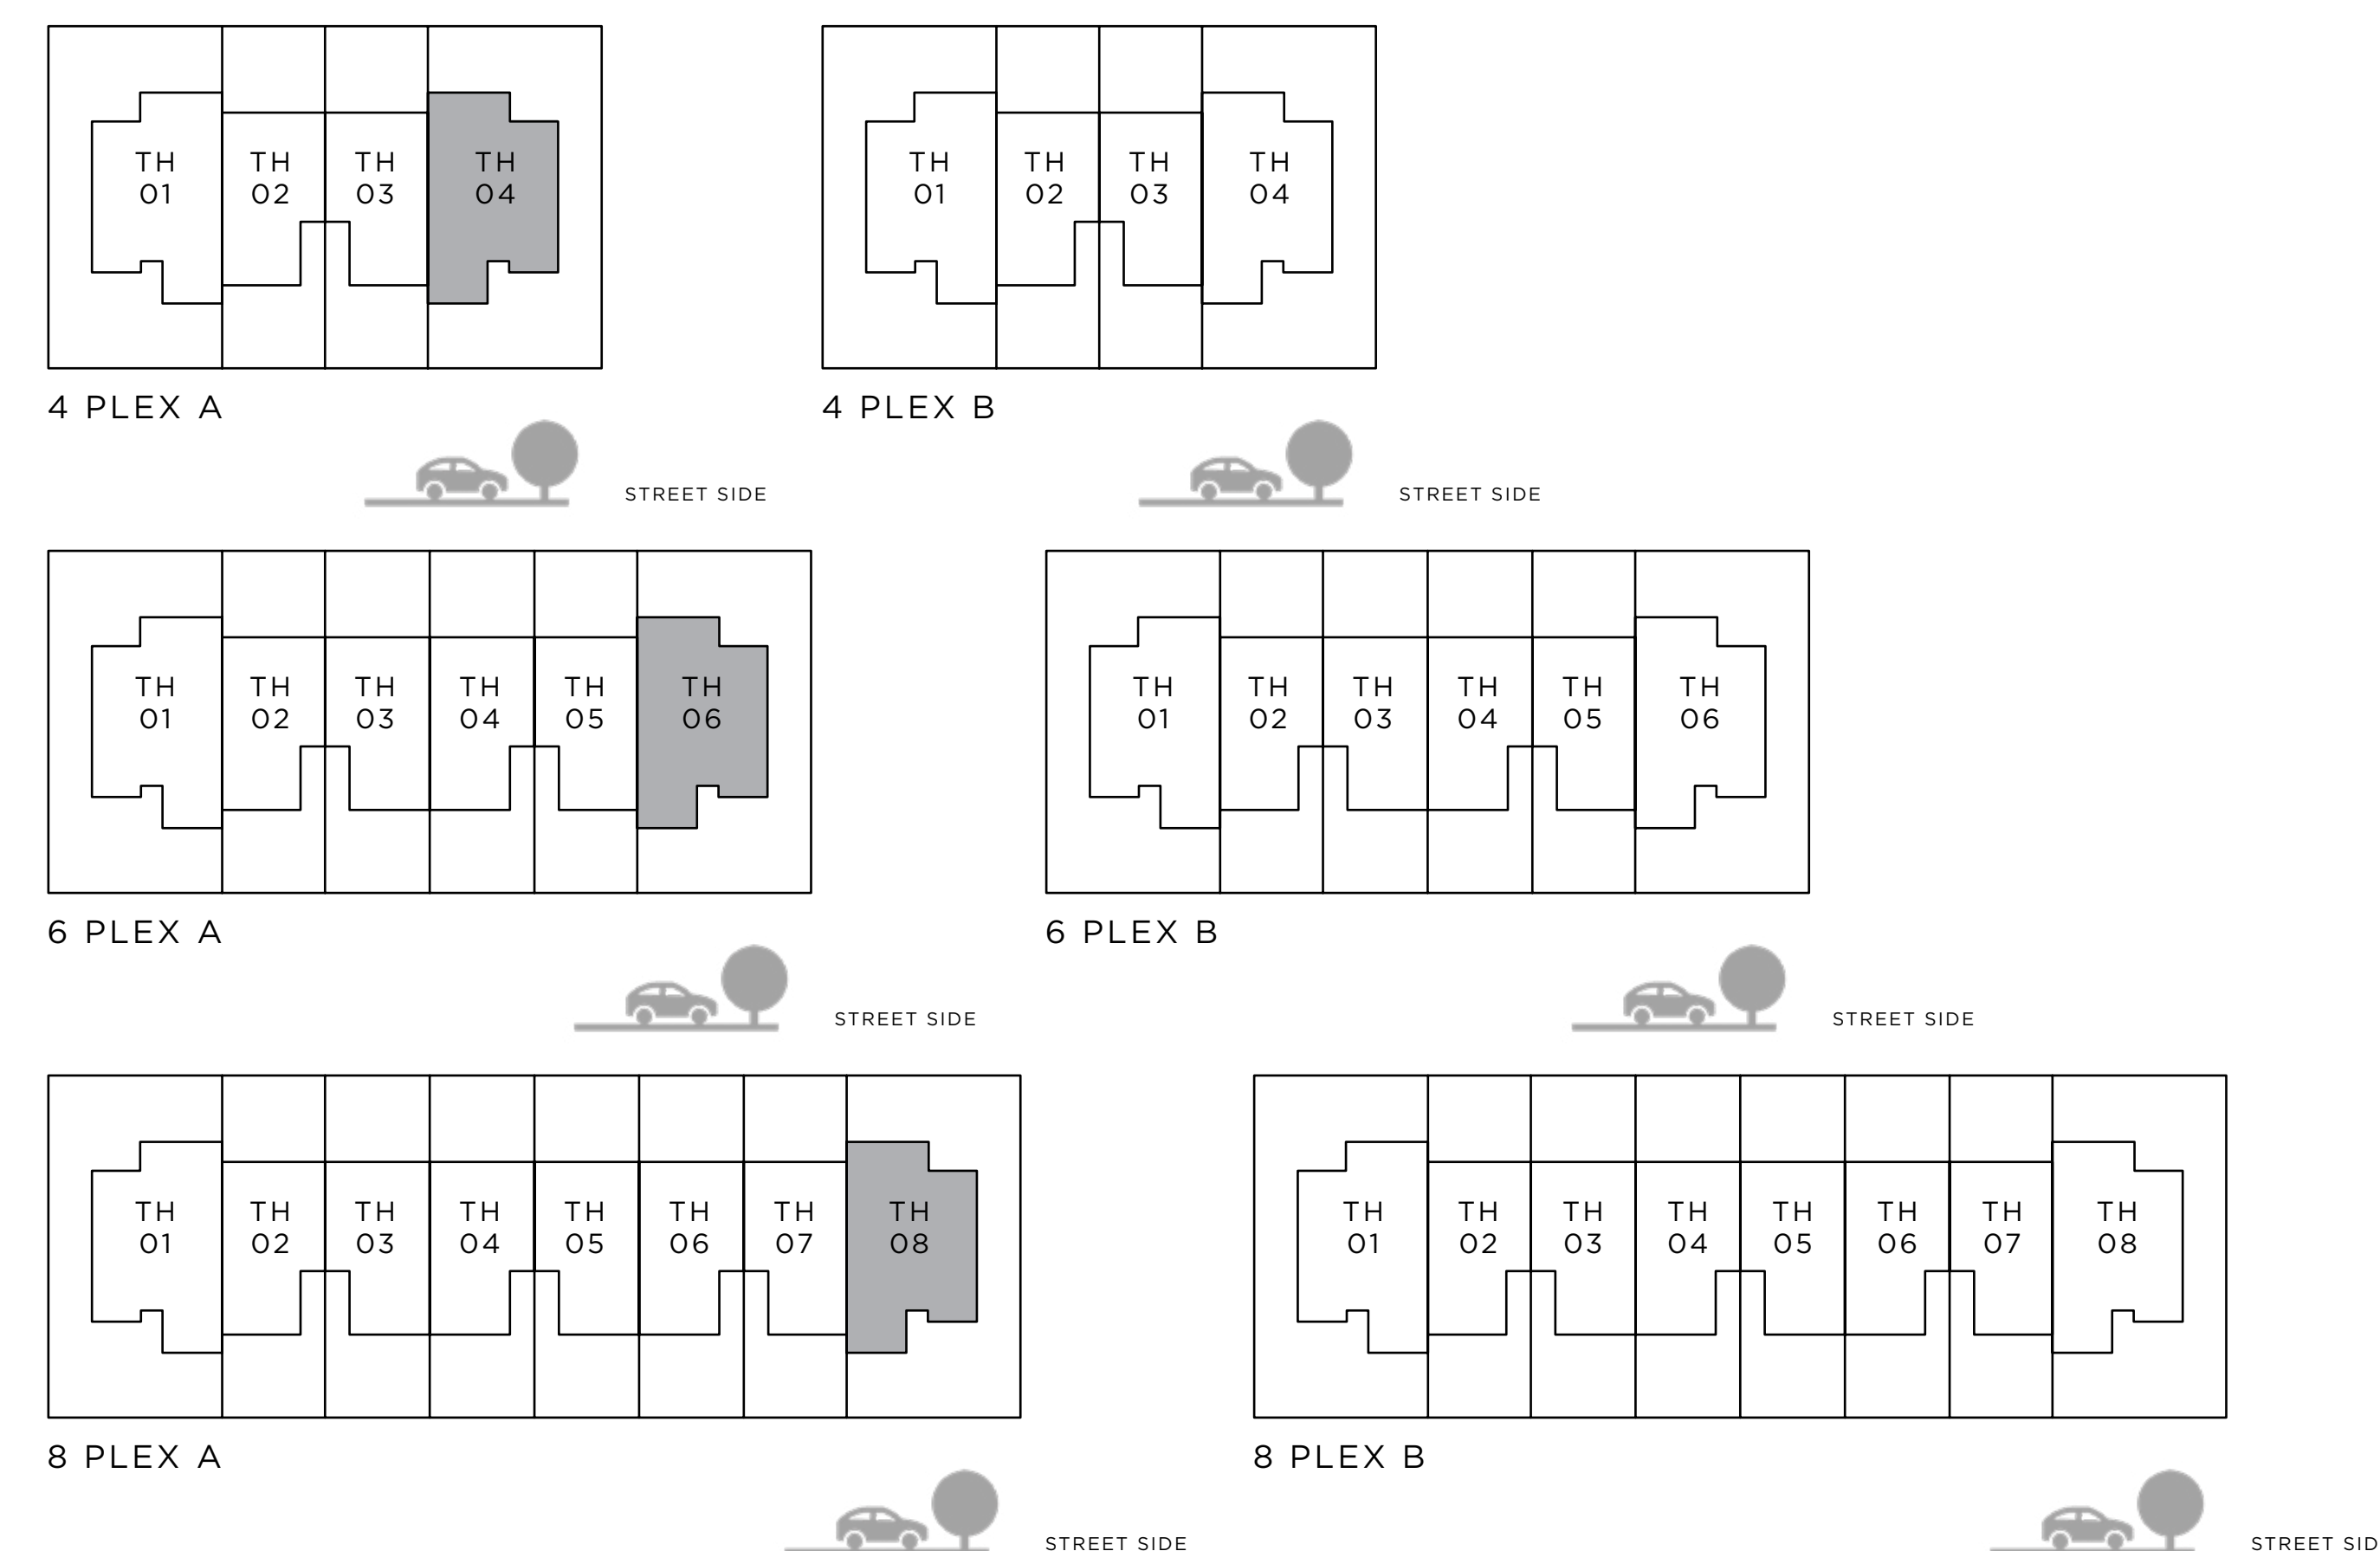 TH TH TH TH
01 02 03 04
4 PLEX A
STREET SIDE
TH TH TH TH
01 02 03 04
4 PLEX B
STREET SIDE
TH TH TH TH TH TH
01 02 03 04 05 06
6 PLEX A
STREET SIDE
TH TH TH TH TH TH
01 02 03 04 05 06
6 PLEX B
STREET SIDE
TH TH TH TH TH TH TH TH
01 02 03 04 05 06 07 08
8 PLEX A
STREET SIDE
TH TH TH TH TH TH TH TH
01 02 03 04 05 06 07 08
8 PLEX B
STREET SID